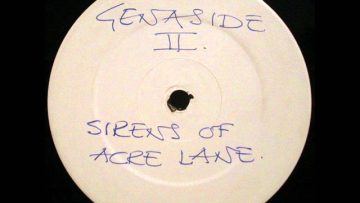 GENASIDE
II.
SIRENS OF
ACRE LANE.